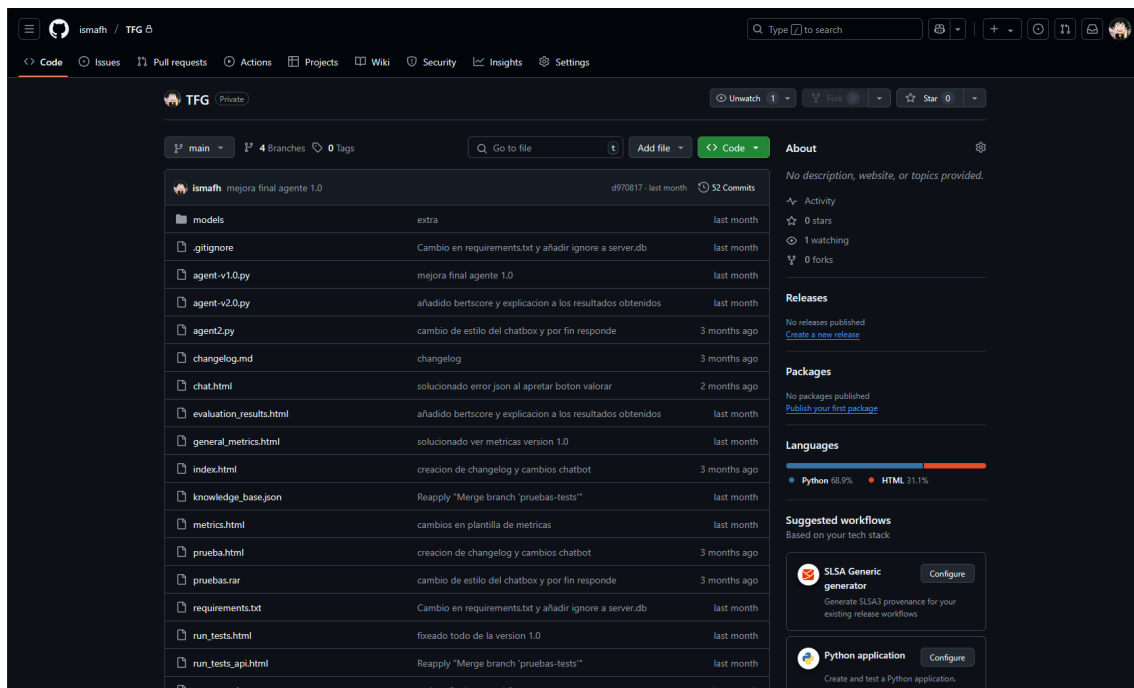 ismafh / TFG
Type / to search
Code Issues Pull requests Actions Projects Wiki Security Insights Settings
TFG Private
Unwatch 1 Fork 0 Star 0
main 4 Branches 0 Tags Go to file t Add file Code
ismafh mejora final agente 1.0 d970817 · last month 52 Commits
models extra last month
.gitignore Cambio en requirements.txt y añadir ignore a server.db last month
agent-v1.0.py mejora final agente 1.0 last month
agent-v2.0.py añadido bertscore y explicacion a los resultados obtenidos last month
agent2.py cambio de estilo del chatbox y por fin responde 3 months ago
changelog.md changelog 3 months ago
chat.html solucionado error json al apretar boton valorar 2 months ago
evaluation_results.html añadido bertscore y explicacion a los resultados obtenidos last month
general_metrics.html solucionado ver metricas version 1.0 last month
index.html creacion de changelog y cambios chatbot 3 months ago
knowledge_base.json Reapply "Merge branch 'pruebas-tests'" last month
metrics.html cambios en plantilla de metricas last month
prueba.html creacion de changelog y cambios chatbot 3 months ago
pruebas.rar cambio de estilo del chatbox y por fin responde 3 months ago
requirements.txt Cambio en requirements.txt y añadir ignore a server.db last month
run_tests.html fixeado todo de la version 1.0 last month
run_tests_api.html Reapply "Merge branch 'pruebas-tests'" last month
About
No description, website, or topics provided.
Activity
0 stars
1 watching
0 forks
Releases
No releases published
Create a new release
Packages
No packages published
Publish your first package
Languages
Python 68.9% HTML 31.1%
Suggested workflows
Based on your tech stack
SLSA Generic
generator
Configure
Generate SLSA3 provenance for your
existing release workflows
Python application
Configure
Create and test a Python application.